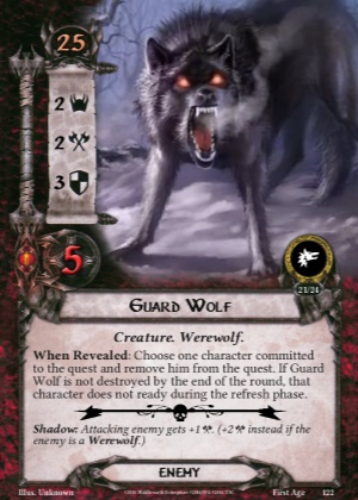 25
2
2
3
5
21/24
Guard Wolf
Creature. Werewolf.
When Revealed: Choose one character committed
to the quest and remove him from the quest. If Guard
Wolf is not destroyed by the end of the round, that
character does not ready during the refresh phase.
Shadow: Attacking enemy gets +1 . (+2 instead if the
enemy is a Werewolf.)
ENEMY
Illus. Unknown
First Age
122